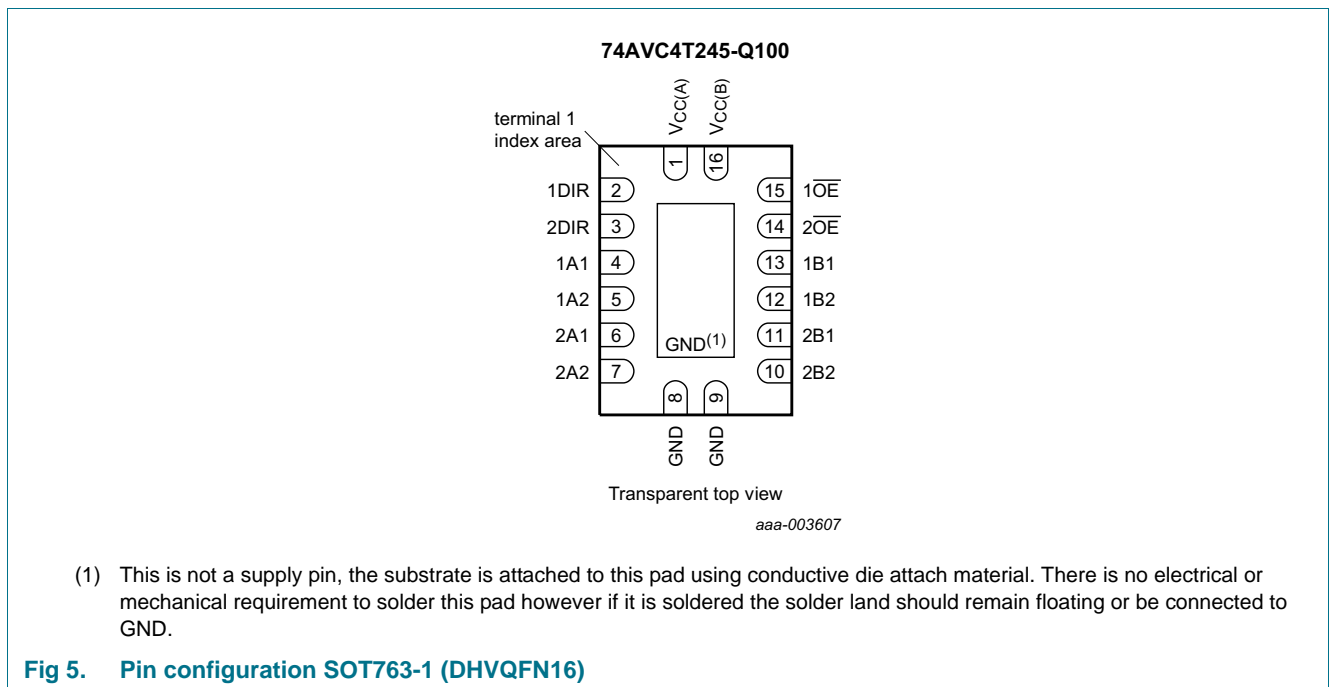 74AVC4T245-Q100
VCC(A)
VCC(B)
terminal 1
index area
1
16
1DIR 2 15 1OE
2DIR 3 14 2OE
1A1 4 13 1B1
1A2 5 12 1B2
2A1 6 11 2B1
GND(1)
2A2 7 10 2B2
8 9
GND GND
Transparent top view
aaa-003607
(1) This is not a supply pin, the substrate is attached to this pad using conductive die attach material. There is no electrical or
mechanical requirement to solder this pad however if it is soldered the solder land should remain floating or be connected to
GND.
Fig 5. Pin configuration SOT763-1 (DHVQFN16)